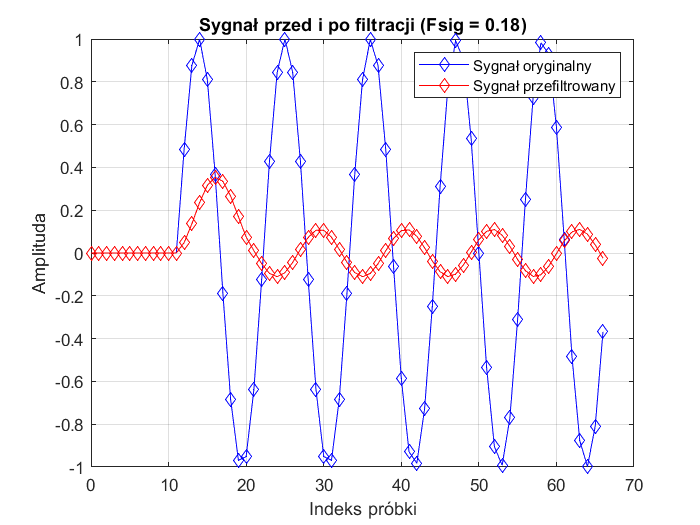 Sygnał przed i po filtracji (Fsig = 0.18)
Sygnał oryginalny
Sygnał przefiltrowany
Amplituda
1
0.8
0.6
0.4
0.2
0
-0.2
-0.4
-0.6
-0.8
-1
0 10 20 30 40 50 60 70
Indeks próbki